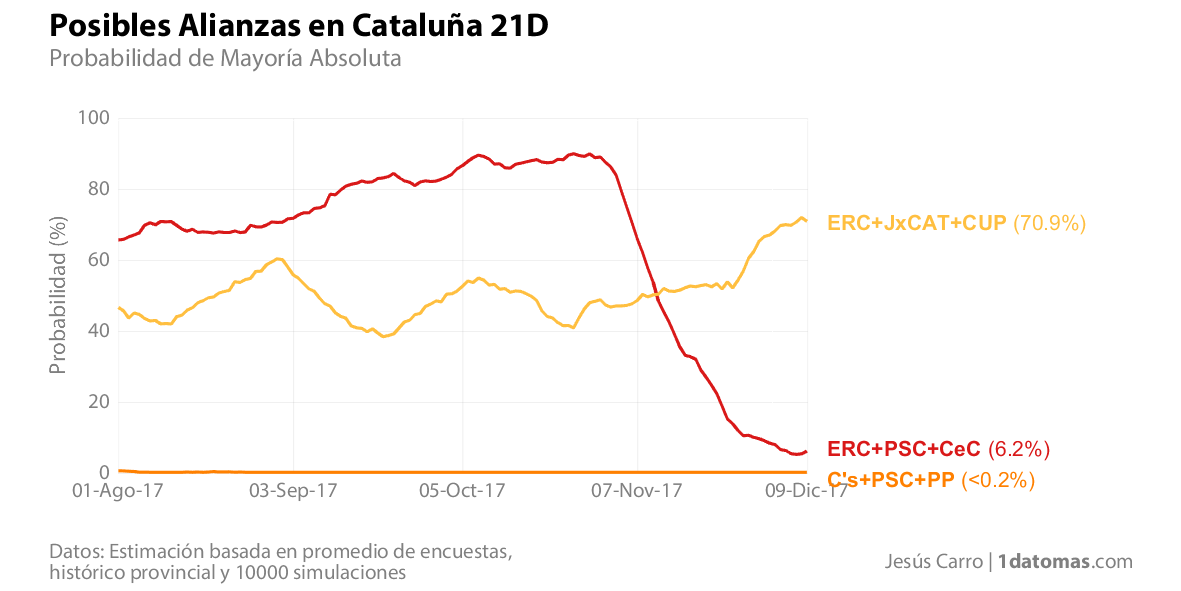 Posibles Alianzas en Cataluña 21D
Probabilidad de Mayoría Absoluta
Probabilidad (%)
100
80
60
40
20
0
01-Ago-17
03-Sep-17
05-Oct-17
07-Nov-17
09-Dic-17
ERC+JxCAT+CUP (70.9%)
ERC+PSC+CeC (6.2%)
C's+PSC+PP (<0.2%)
Datos: Estimación basada en promedio de encuestas,
histórico provincial y 10000 simulaciones
Jesús Carro | 1datomas.com